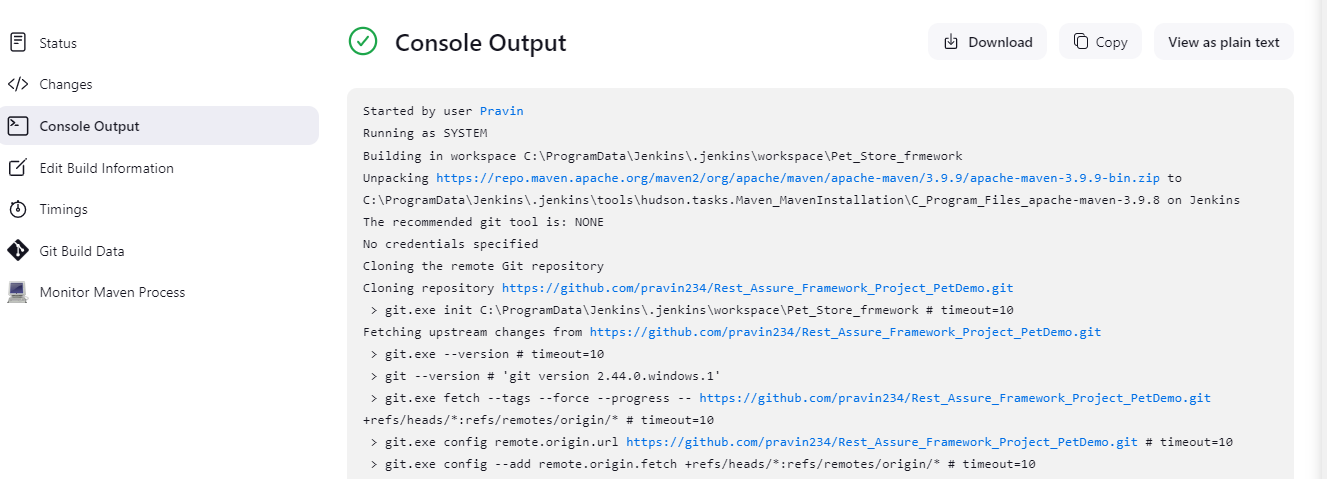 Status
Changes
Console Output
Edit Build Information
Timings
Git Build Data
Monitor Maven Process
Console Output
Download
Copy
View as plain text
Started by user Pravin
Running as SYSTEM
Building in workspace C:\ProgramData\Jenkins\.jenkins\workspace\Pet_Store_frmework
Unpacking https://repo.maven.apache.org/maven2/org/apache/maven/apache-maven/3.9.9/apache-maven-3.9.9-bin.zip to
C:\ProgramData\Jenkins\.jenkins\tools\hudson.tasks.Maven_MavenInstallation\C_Program_Files_apache-maven-3.9.8 on Jenkins
The recommended git tool is: NONE
No credentials specified
Cloning the remote Git repository
Cloning repository https://github.com/pravin234/Rest_Assure_Framework_Project_PetDemo.git
 > git.exe init C:\ProgramData\Jenkins\.jenkins\workspace\Pet_Store_frmework # timeout=10
Fetching upstream changes from https://github.com/pravin234/Rest_Assure_Framework_Project_PetDemo.git
 > git.exe --version # timeout=10
 > git --version # 'git version 2.44.0.windows.1'
 > git.exe fetch --tags --force --progress -- https://github.com/pravin234/Rest_Assure_Framework_Project_PetDemo.git
+refs/heads/*:refs/remotes/origin/* # timeout=10
 > git.exe config remote.origin.url https://github.com/pravin234/Rest_Assure_Framework_Project_PetDemo.git # timeout=10
 > git.exe config --add remote.origin.fetch +refs/heads/*:refs/remotes/origin/* # timeout=10